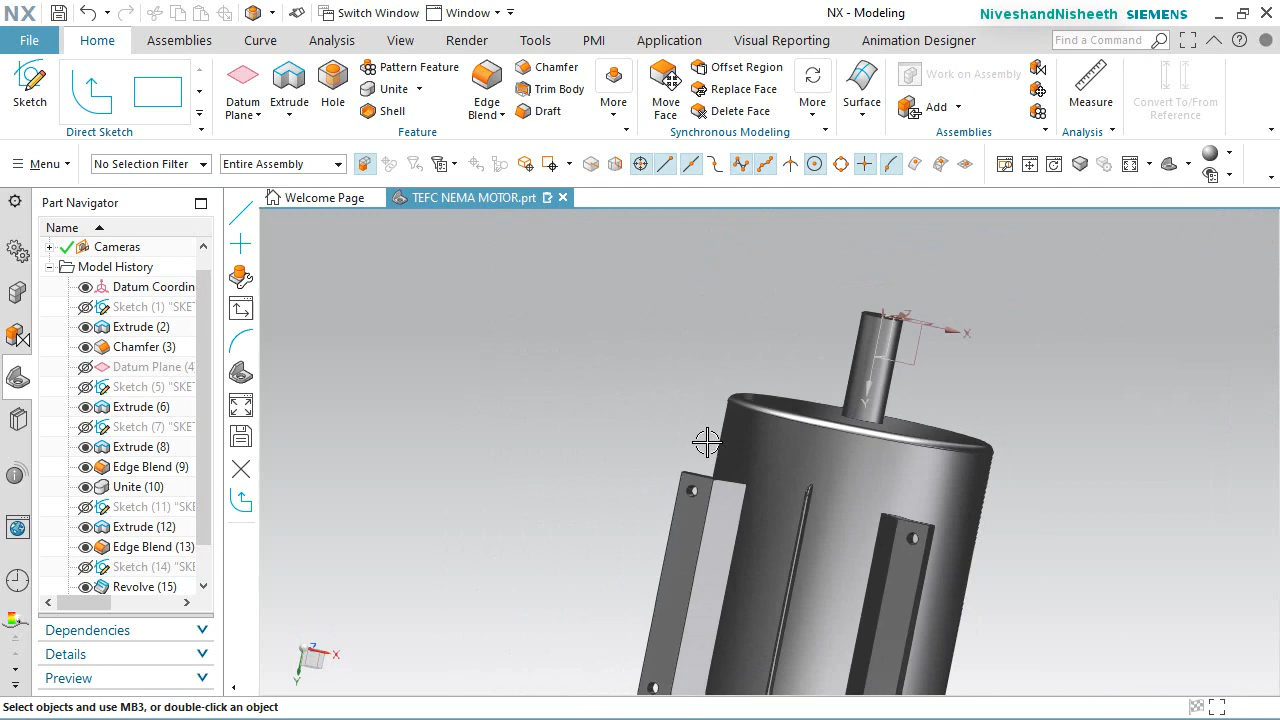 NX
Switch Window
Window
NX - Modeling
NiveshandNisheeth
SIEMENS
File
Home
Assemblies
Curve
Analysis
View
Render
Tools
PMI
Application
Visual Reporting
Animation Designer
Find a Command
Sketch
Direct Sketch
Datum Plane
Extrude
Hole
Pattern Feature
Unite
Shell
Edge Blend
Chamfer
Trim Body
Draft
More
Feature
Move Face
Offset Region
Replace Face
Delete Face
More
Synchronous Modeling
Surface
Work on Assembly
Add
Assemblies
Measure
Analysis
Convert To/From Reference
Menu
No Selection Filter
Entire Assembly
Part Navigator
Welcome Page
TEFC NEMA MOTOR.prt
Name
Cameras
Model History
Datum Coordin
Sketch (1) "SKE
Extrude (2)
Chamfer (3)
Datum Plane (4
Sketch (5) "SKE
Extrude (6)
Sketch (7) "SKE
Extrude (8)
Edge Blend (9)
Unite (10)
Sketch (11) "SK
Extrude (12)
Edge Blend (13)
Sketch (14) "SK
Revolve (15)
Dependencies
Details
Preview
X
Y
Z
X
Y
Z
Select objects and use MB3, or double-click an object